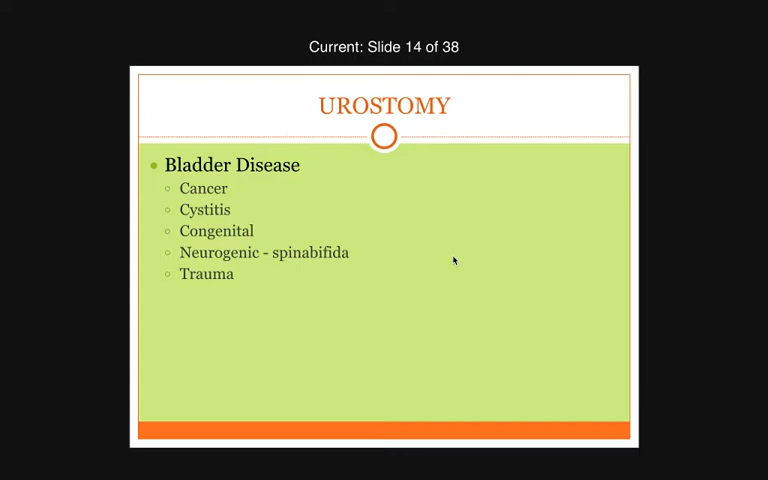 Current: Slide 14 of 38
UROSTOMY
Bladder Disease
Cancer
Cystitis
Congenital
Neurogenic - spinabifida
Trauma